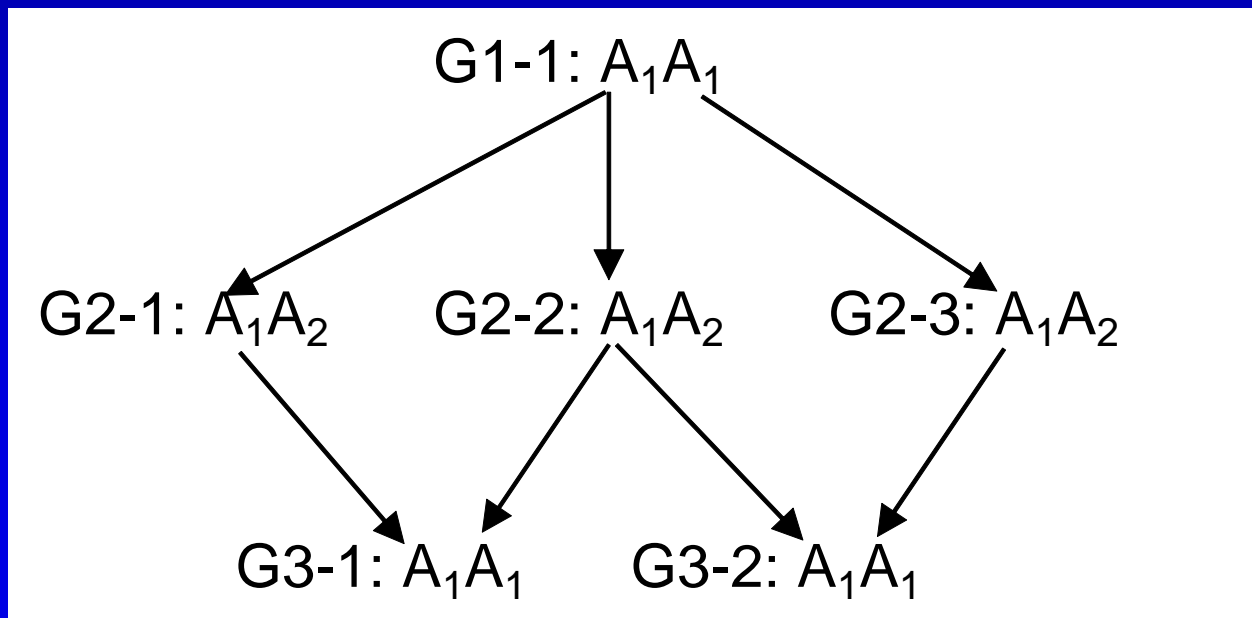 G1-1: A₁A₁
G2-1: A₁A₂ G2-2: A₁A₂ G2-3: A₁A₂
G3-1: A₁A₁ G3-2: A₁A₁